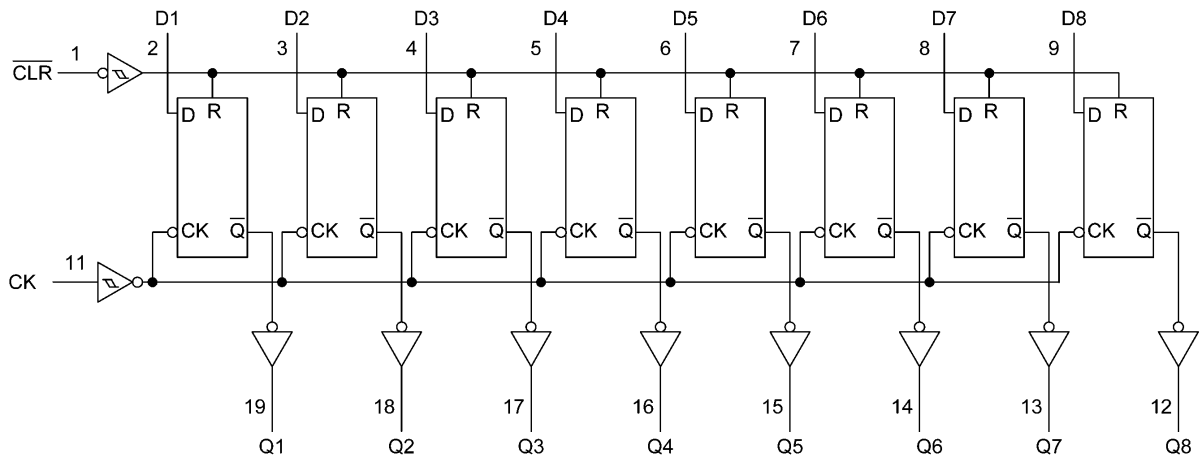 D1 D2 D3 D4 D5 D6 D7 D8
1 2 3 4 5 6 7 8 9
C̅L̅R̅
D R D R D R D R D R D R D R D R
CK Q̅ CK Q̅ CK Q̅ CK Q̅ CK Q̅ CK Q̅ CK Q̅ CK Q̅
11
CK
19 18 17 16 15 14 13 12
Q1 Q2 Q3 Q4 Q5 Q6 Q7 Q8